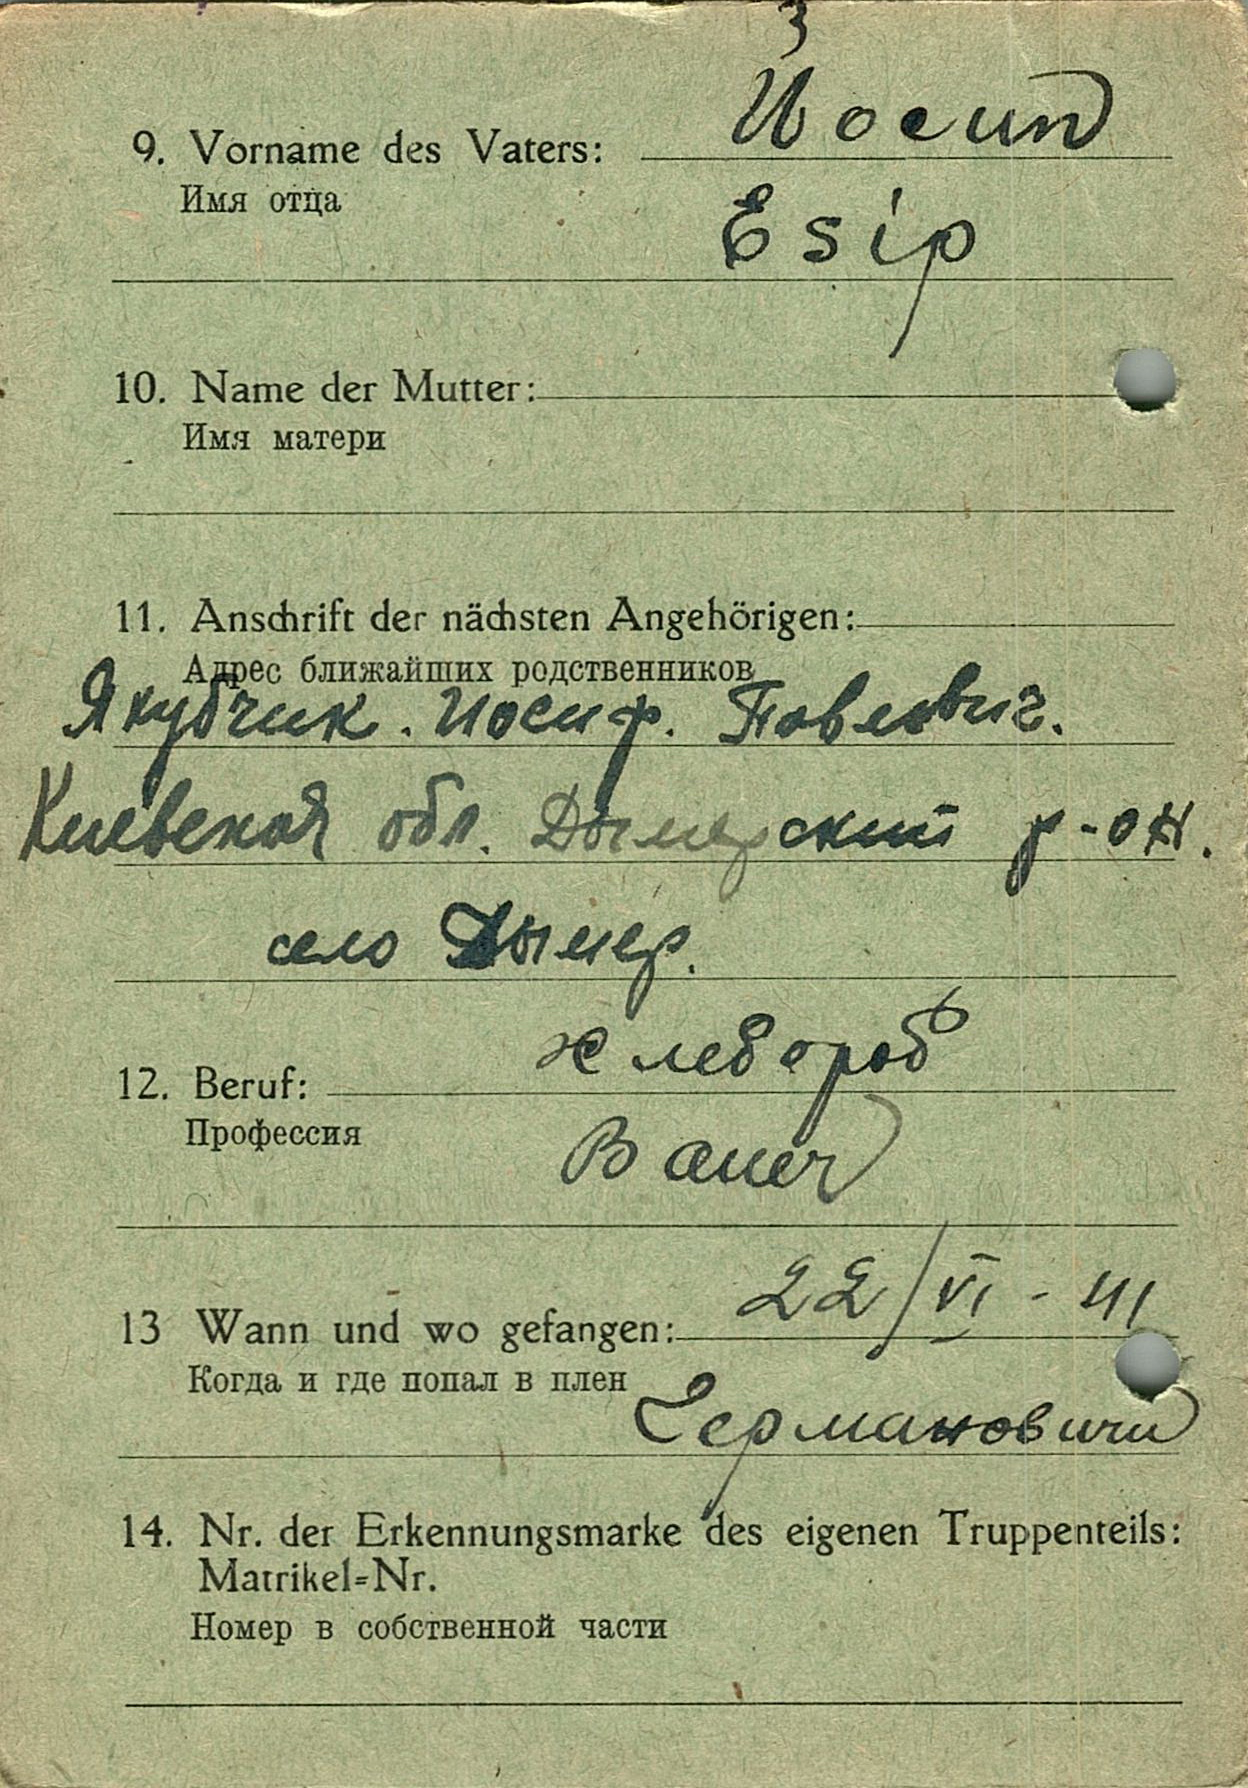 3
9. Vorname des Vaters: Иосип
Имя отца
Esip
10. Name der Mutter:
Имя матери
11. Anschrift der nächsten Angehörigen:
Адрес ближайших родственников
Якубчик. Иосиф. Павлович.
Киевская обл. Дымерский р-он.
село Дымер.
12. Beruf: хлебороб
Профессия
Bauer
13 Wann und wo gefangen: 22/VI - 41
Когда и где попал в плен
Германовичи
14. Nr. der Erkennungsmarke des eigenen Truppenteils:
Matrikel=Nr.
Номер в собственной части